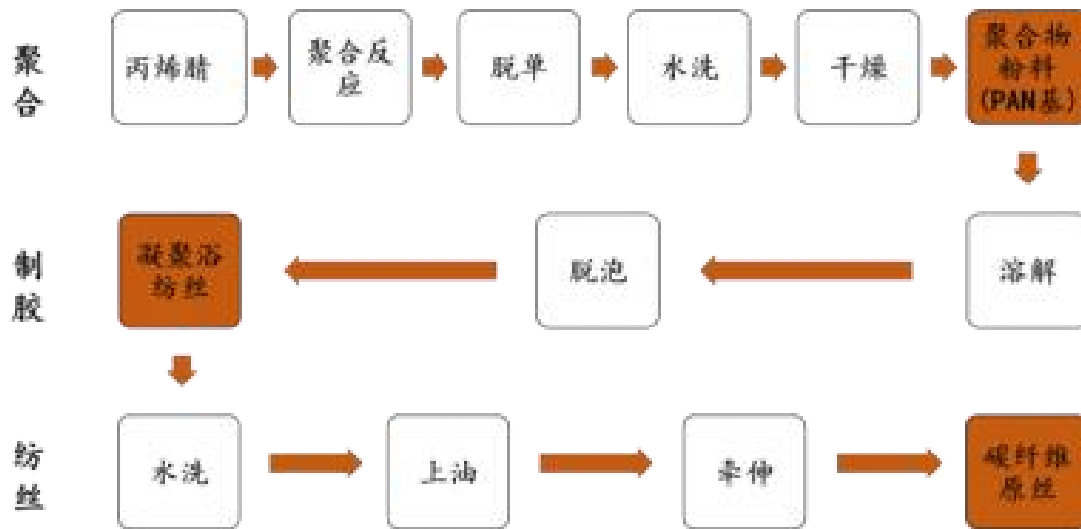 聚合
丙烯腈
聚合反
应
脱单
水洗
干燥
聚合物
粉料
(PAN基)
制胶
凝聚浴
纺丝
脱泡
溶解
纺丝
水洗
上油
牵伸
碳纤维
原丝